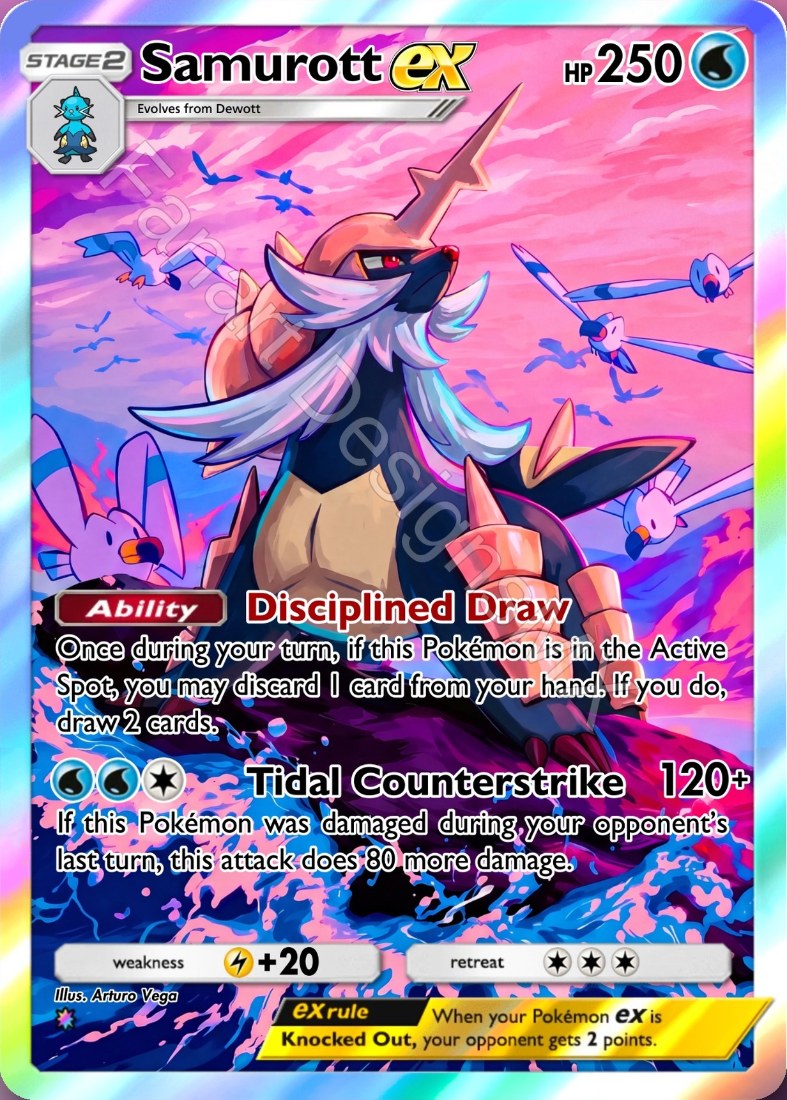 STAGE2 Samurott ex HP250
Evolves from Dewott
Fanart Design
Ability Disciplined Draw
Once during your turn, if this Pokémon is in the Active
Spot, you may discard 1 card from your hand. If you do,
draw 2 cards.
Tidal Counterstrike 120+
If this Pokémon was damaged during your opponent's
last turn, this attack does 80 more damage.
weakness +20 retreat
Illus. Arturo Vega
ex rule When your Pokémon ex is
Knocked Out, your opponent gets 2 points.